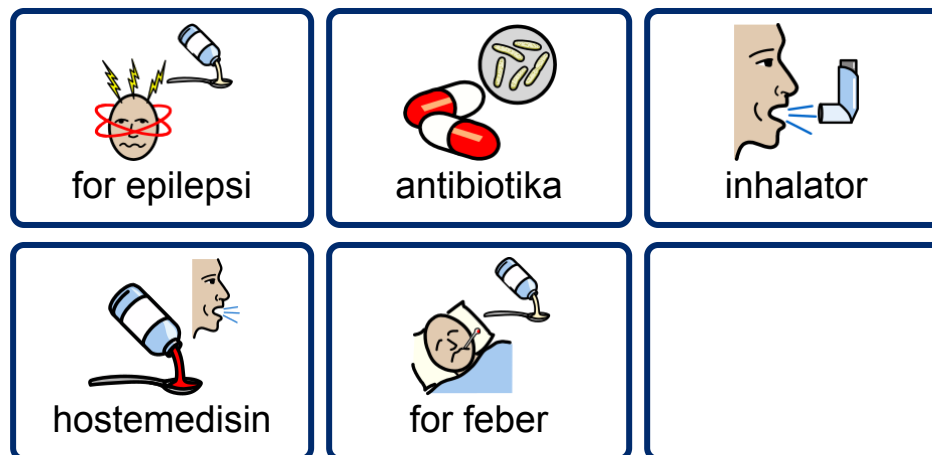 for epilepsi
antibiotika
inhalator
hostemedisin
for feber